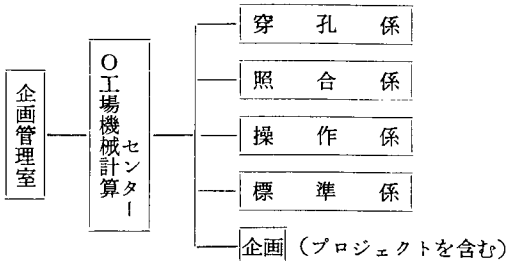 企画管理室
〇工場機械計算
センター
穿孔係
照合係
操作係
標準係
企画(プロジェクトを含む)